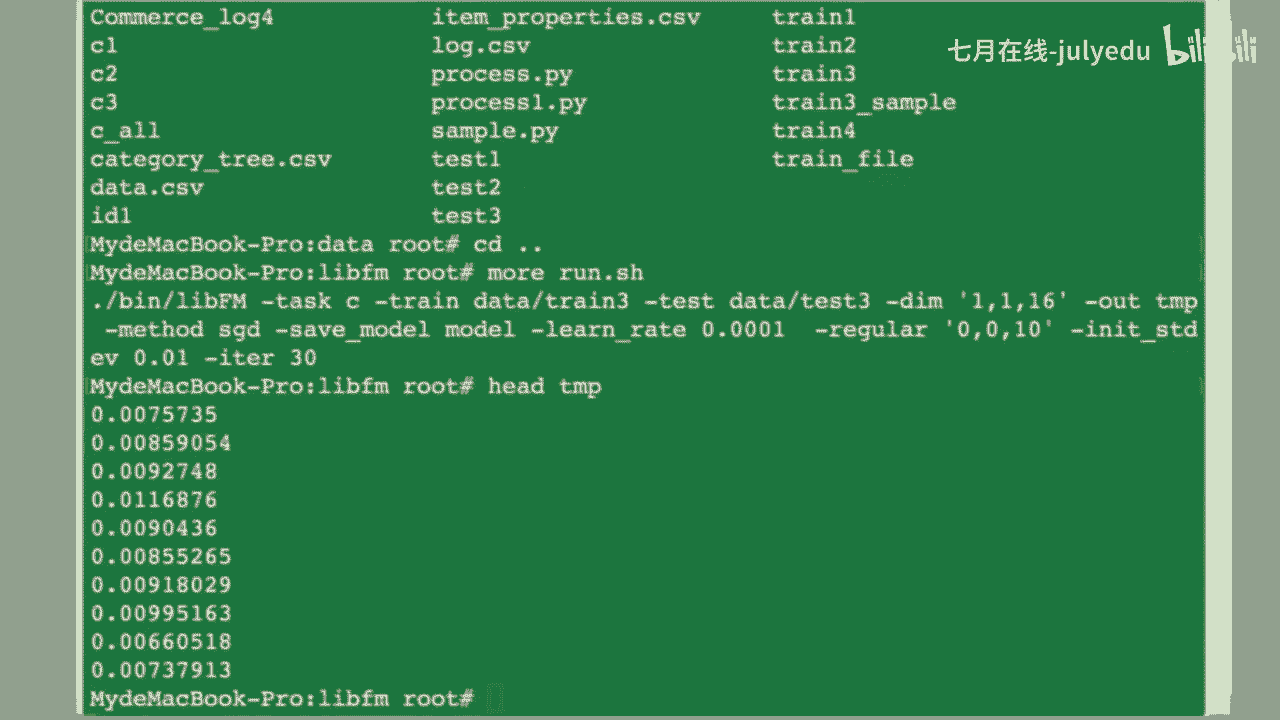 Commerce_log4 item_properties.csv train1
c1 log.csv train2
c2 process.py train3
c3 process1.py train3_sample
c_all sample.py train4
category_tree.csv test1 train_file
data.csv test2
id1 test3
MydeMacBook-Pro:data root# cd ..
MydeMacBook-Pro:libfm root# more run.sh
./bin/libFM -task c -train data/train3 -test data/test3 -dim '1,1,16' -out tmp
-method sgd -save_model model -learn_rate 0.0001 -regular '0,0,10' -init_std
ev 0.01 -iter 30
MydeMacBook-Pro:libfm root# head tmp
0.0075735
0.00859054
0.0092748
0.0116876
0.0090436
0.00855265
0.00918029
0.00995163
0.00660518
0.00737913
MydeMacBook-Pro:libfm root#
七月在线-julyedu bilibili